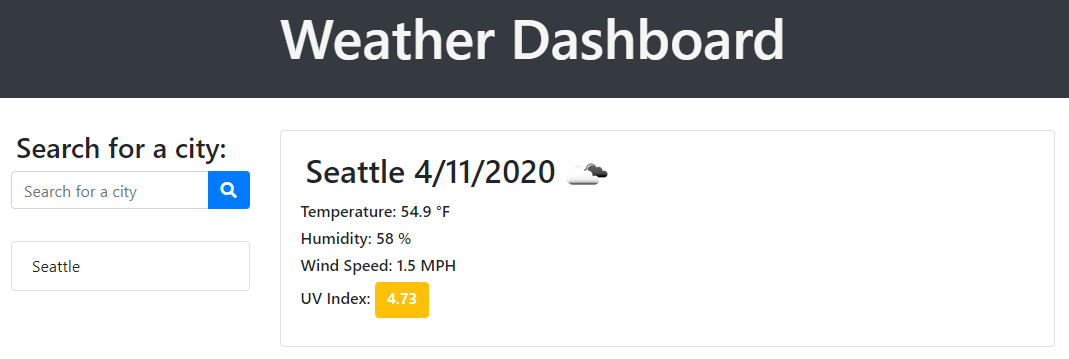 Weather Dashboard
Search for a city:
Search for a city
Seattle
Seattle 4/11/2020
Temperature: 54.9 °F
Humidity: 58 %
Wind Speed: 1.5 MPH
UV Index: 4.73